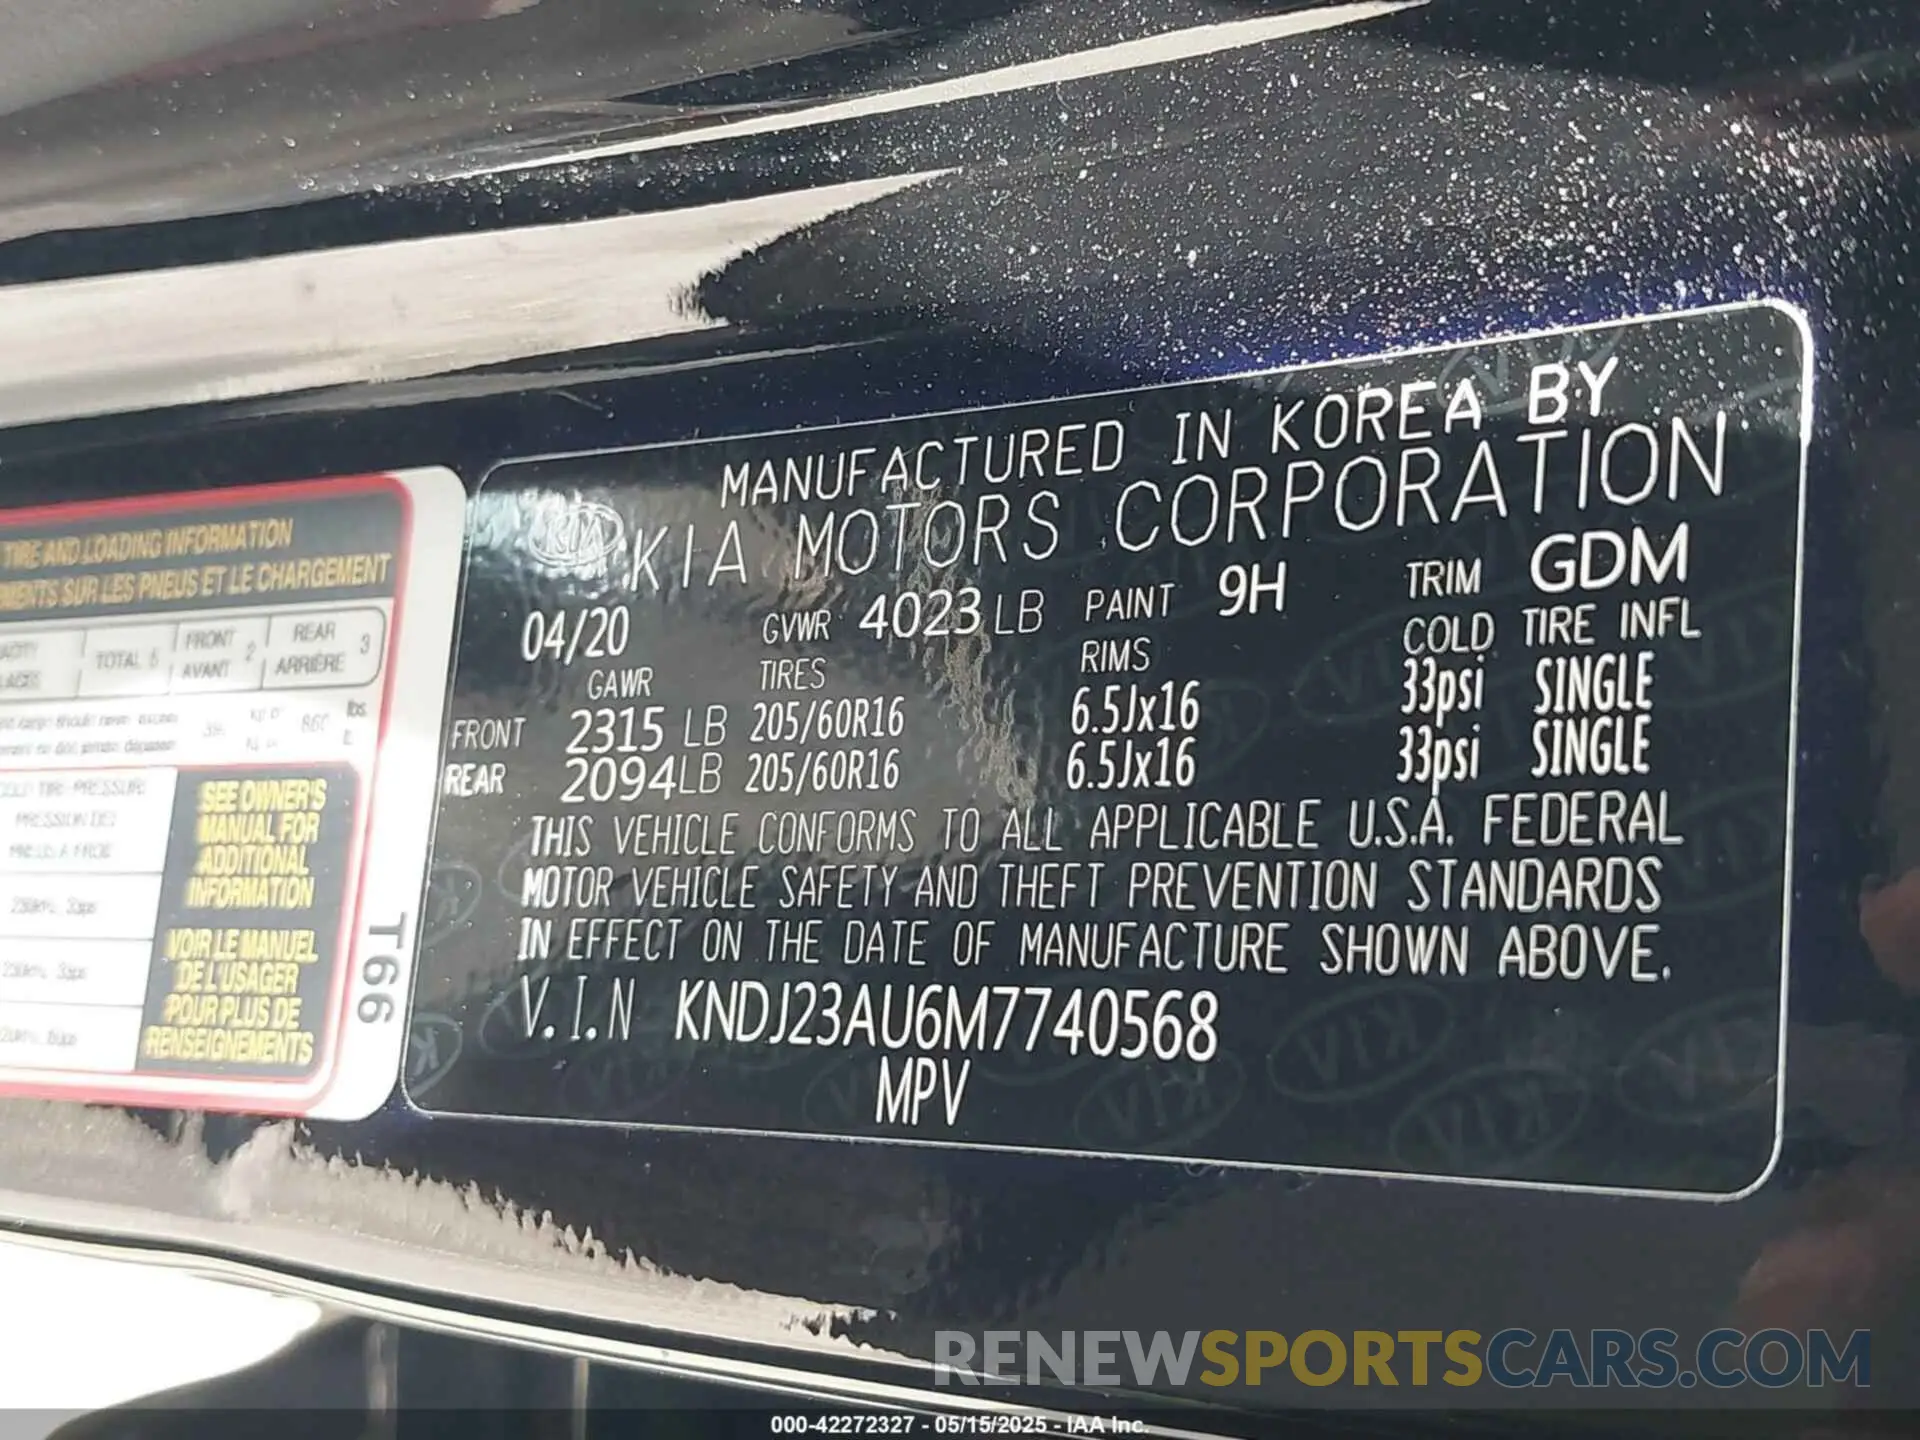 MANUFACTURED IN KOREA BY
KIA KIA MOTORS CORPORATION
04/20 GVWR 4023 LB PAINT 9H TRIM GDM
GAWR TIRES RIMS COLD TIRE INFL
FRONT 2315 LB 205/60R16 6.5Jx16 33psi SINGLE
REAR 2094 LB 205/60R16 6.5Jx16 33psi SINGLE
THIS VEHICLE CONFORMS TO ALL APPLICABLE U.S.A. FEDERAL
MOTOR VEHICLE SAFETY AND THEFT PREVENTION STANDARDS
IN EFFECT ON THE DATE OF MANUFACTURE SHOWN ABOVE.
V.I.N KNDJ23AU6M7740568
MPV
TIRE AND LOADING INFORMATION
SUR LES PNEUS ET LE CHARGEMENT
TOTAL 5 FRONT 2 REAR 3
AVANT ARRIÈRE
860 lbs
SEE OWNER'S
MANUAL FOR
ADDITIONAL
INFORMATION
VOIR LE MANUEL
DE L'USAGER
POUR PLUS DE
RENSEIGNEMENTS
T66
RENEWSPORTSCARS.COM
000-42272327 - 05/15/2025 - IAA Inc.